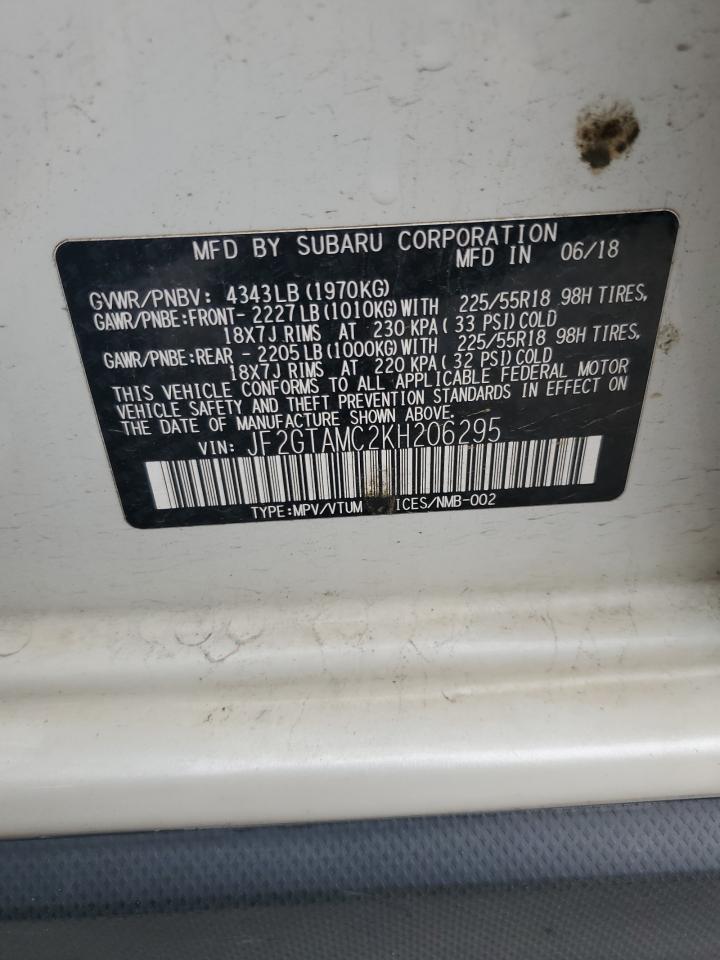 MFD BY SUBARU CORPORATION
MFD IN 06/18
GVWR/PNBV: 4343LB(1970KG)
GAWR/PNBE:FRONT- 2227LB(1010KG)WITH 225/55R18 98H TIRES,
18X7J RIMS AT 230 KPA( 33 PSI)COLD
GAWR/PNBE:REAR - 2205LB(1000KG)WITH 225/55R18 98H TIRES,
18X7J RIMS AT 220 KPA( 32 PSI)COLD
THIS VEHICLE CONFORMS TO ALL APPLICABLE FEDERAL MOTOR
VEHICLE SAFETY AND THEFT PREVENTION STANDARDS IN EFFECT ON
THE DATE OF MANUFACTURE SHOWN ABOVE.
VIN: JF2GTAMC2KH206295
TYPE:MPV/VTUM ICES/NMB-002